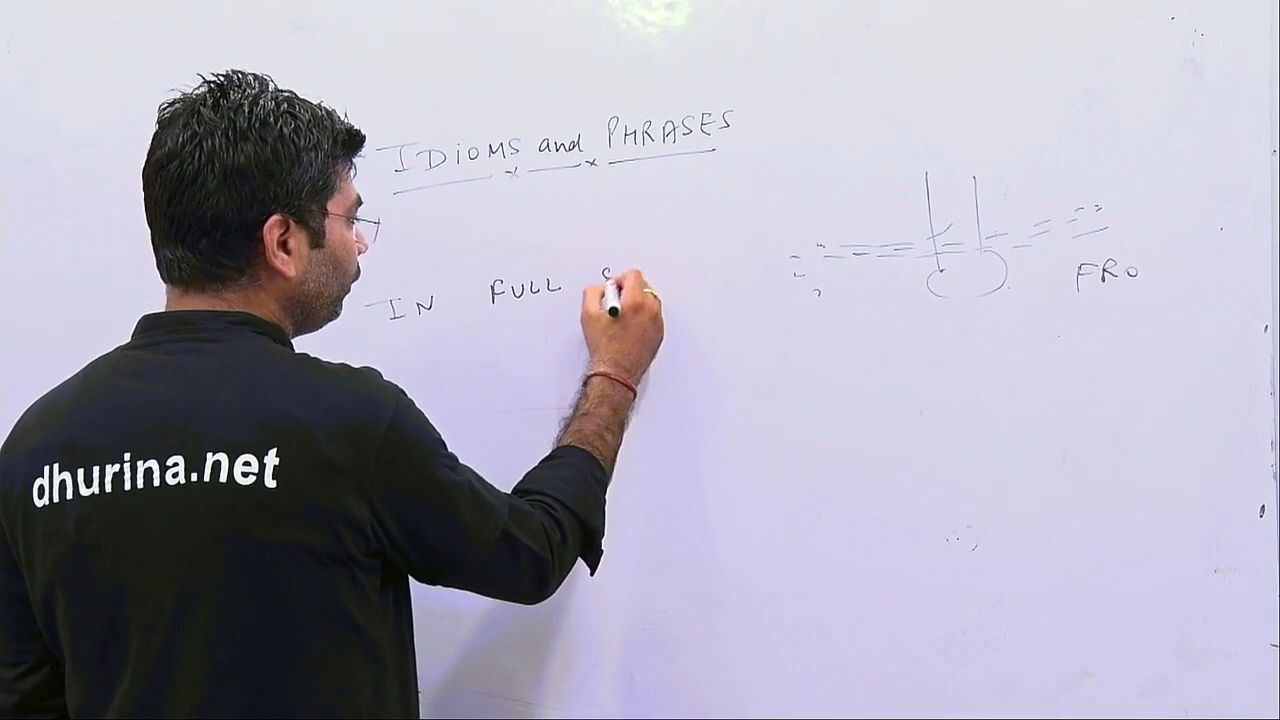 IDIOMS and PHRASES
IN FULL
FRO
dhurina.net